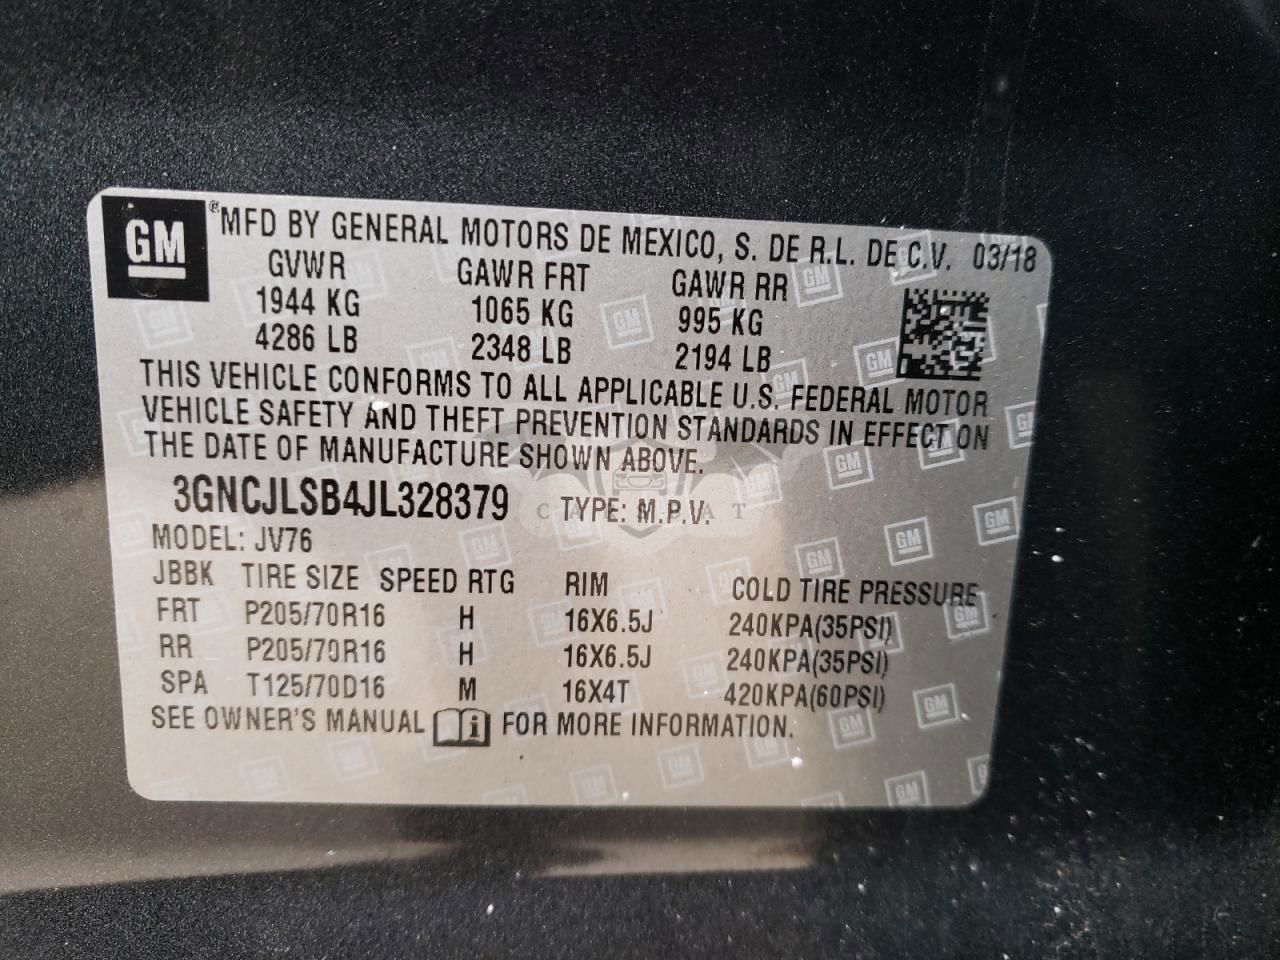 GM ® MFD BY GENERAL MOTORS DE MEXICO, S. DE R.L. DE C.V. 03/18
GVWR GAWR FRT GAWR RR
1944 KG 1065 KG 995 KG
4286 LB 2348 LB 2194 LB
THIS VEHICLE CONFORMS TO ALL APPLICABLE U.S. FEDERAL MOTOR
VEHICLE SAFETY AND THEFT PREVENTION STANDARDS IN EFFECT ON
THE DATE OF MANUFACTURE SHOWN ABOVE.
3GNCJLSB4JL328379 TYPE: M.P.V.
MODEL: JV76
JBBK TIRE SIZE SPEED RTG RIM COLD TIRE PRESSURE
FRT P205/70R16 H 16X6.5J 240KPA(35PSI)
RR P205/70R16 H 16X6.5J 240KPA(35PSI)
SPA T125/70D16 M 16X4T 420KPA(60PSI)
SEE OWNER'S MANUAL i FOR MORE INFORMATION.